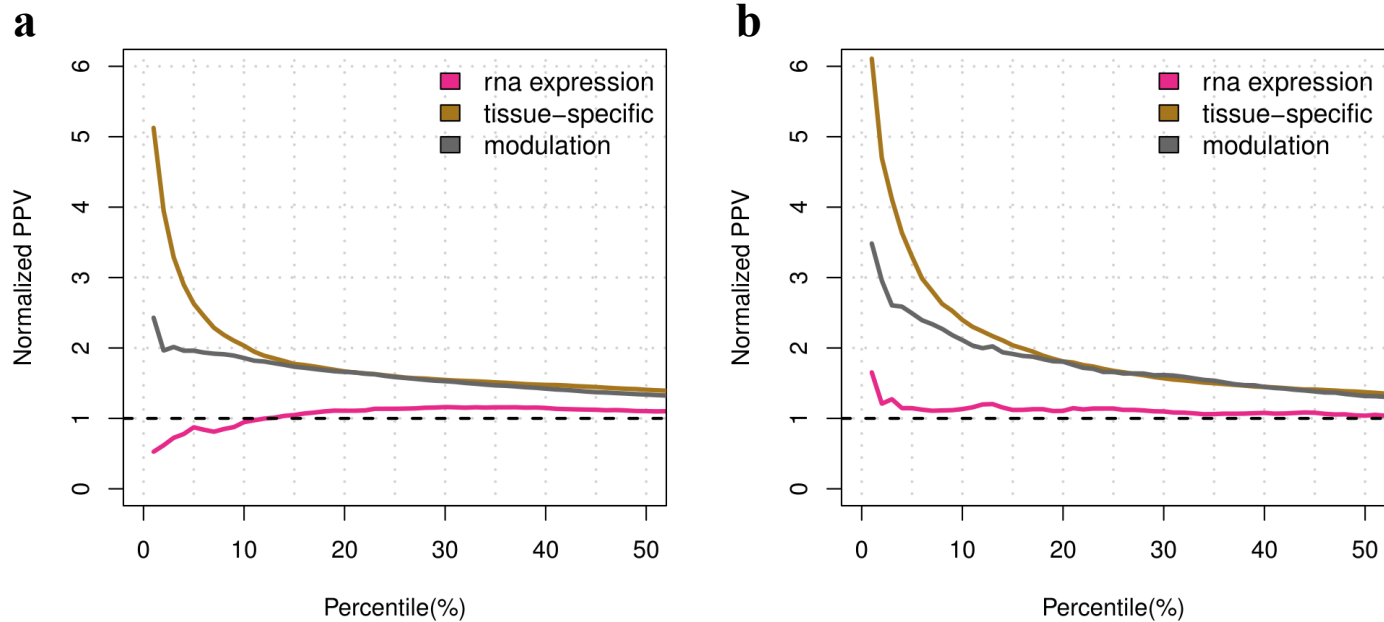 a
Normalized PPV
6
5
4
3
2
1
0
rna expression
tissue−specific
modulation
0 10 20 30 40 50
Percentile(%)
b
Normalized PPV
6
5
4
3
2
1
0
rna expression
tissue−specific
modulation
0 10 20 30 40 50
Percentile(%)